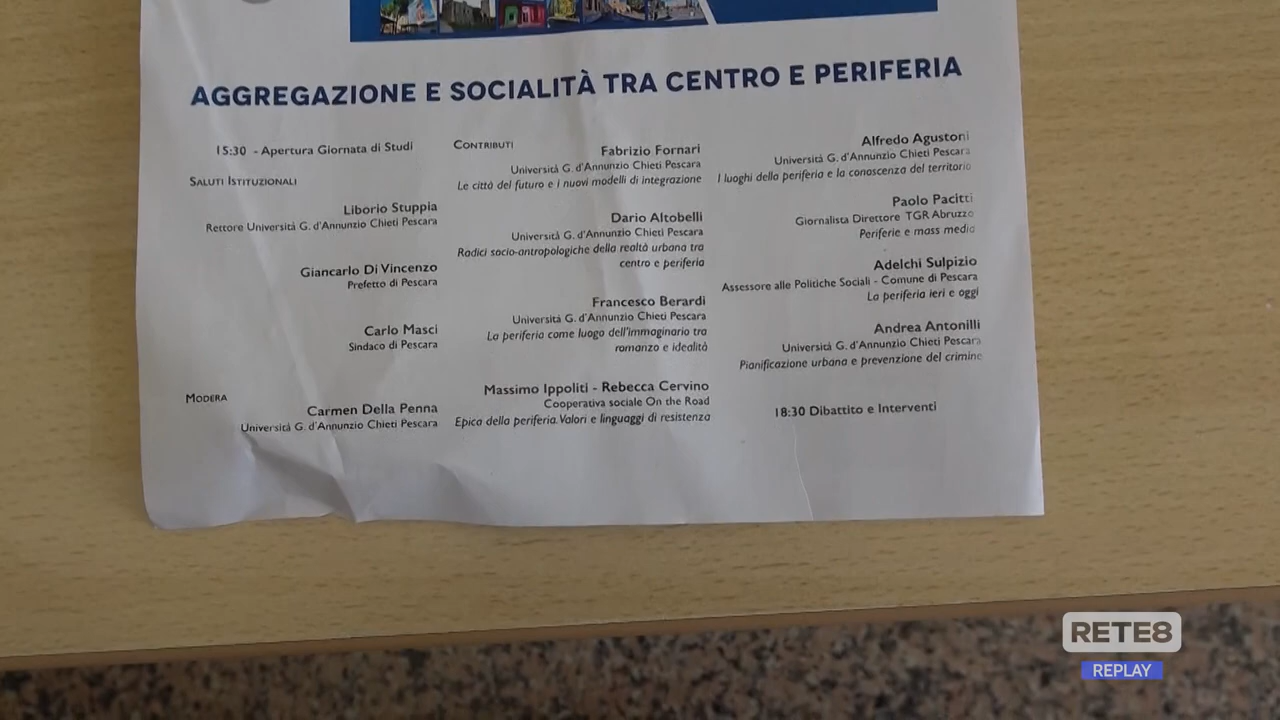 AGGREGAZIONE E SOCIALITÀ TRA CENTRO E PERIFERIA
15:30 - Apertura Giornata di Studi
SALUTI ISTITUZIONALI
Liborio Stuppia
Rettore Università G. d'Annunzio Chieti Pescara
Giancarlo Di Vincenzo
Prefetto di Pescara
Carlo Masci
Sindaco di Pescara
MODERA
Carmen Della Penna
Università G. d'Annunzio Chieti Pescara
CONTRIBUTI
Fabrizio Fornari
Università G. d'Annunzio Chieti Pescara
Le città del futuro e i nuovi modelli di integrazione
Dario Altobelli
Università G. d'Annunzio Chieti Pescara
Radici socio-antropologiche della realtà urbana tra
centro e periferia
Francesco Berardi
Università G. d'Annunzio Chieti Pescara
La periferia come luogo dell'immaginario tra
romanzo e idealità
Massimo Ippoliti - Rebecca Cervino
Cooperativa sociale On the Road
Epica della periferia. Valori e linguaggi di resistenza
Alfredo Agustoni
Università G. d'Annunzio Chieti Pescara
I luoghi della periferia e la conoscenza del territorio
Paolo Pacitti
Giornalista Direttore TGR Abruzzo
Periferie e mass media
Adelchi Sulpizio
Assessore alle Politiche Sociali - Comune di Pescara
La periferia ieri e oggi
Andrea Antonilli
Università G. d'Annunzio Chieti Pescara
Pianificazione urbana e prevenzione del crimine
18:30 Dibattito e Interventi
RETE8
REPLAY